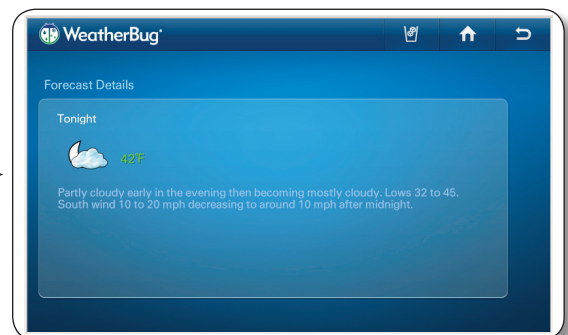 WeatherBug
Forecast Details
Tonight
42°F
Partly cloudy early in the evening then becoming mostly cloudy. Lows 32 to 45.
South wind 10 to 20 mph decreasing to around 10 mph after midnight.